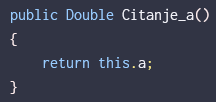 public Double Citanje_a()
{
    return this.a;
}